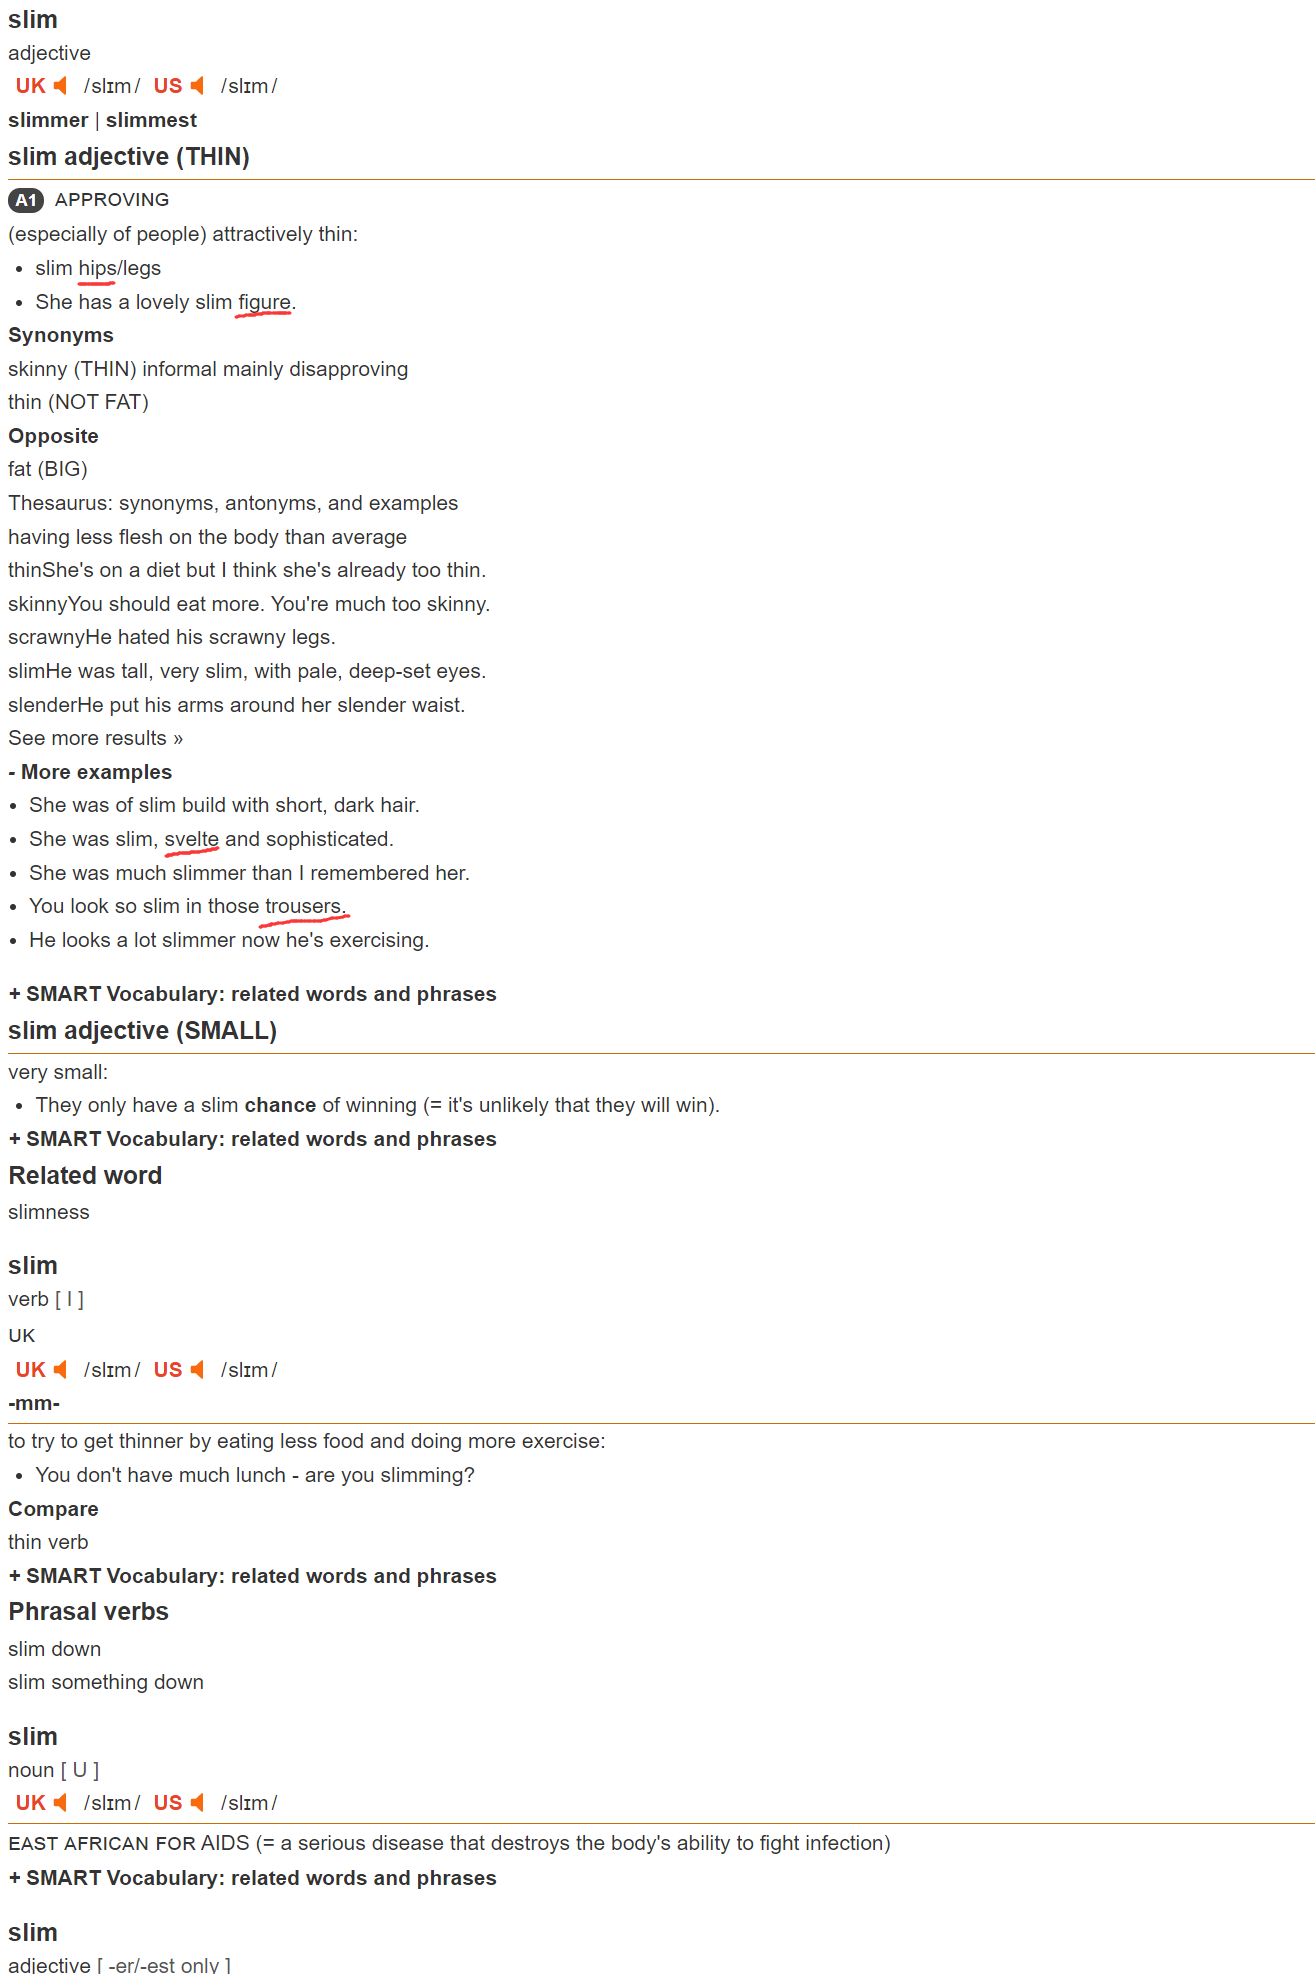 slim
adjective
UK /slɪm/ US /slɪm/
slimmer | slimmest
slim adjective (THIN)
A1 APPROVING
(especially of people) attractively thin:
• slim hips/legs
• She has a lovely slim figure.
Synonyms
skinny (THIN) informal mainly disapproving
thin (NOT FAT)
Opposite
fat (BIG)
Thesaurus: synonyms, antonyms, and examples
having less flesh on the body than average
thinShe's on a diet but I think she's already too thin.
skinnyYou should eat more. You're much too skinny.
scrawnyHe hated his scrawny legs.
slimHe was tall, very slim, with pale, deep-set eyes.
slenderHe put his arms around her slender waist.
See more results »
- More examples
• She was of slim build with short, dark hair.
• She was slim, svelte and sophisticated.
• She was much slimmer than I remembered her.
• You look so slim in those trousers.
• He looks a lot slimmer now he's exercising.
+ SMART Vocabulary: related words and phrases
slim adjective (SMALL)
very small:
• They only have a slim chance of winning (= it's unlikely that they will win).
+ SMART Vocabulary: related words and phrases
Related word
slimness
slim
verb [ I ]
UK
UK /slɪm/ US /slɪm/
-mm-
to try to get thinner by eating less food and doing more exercise:
• You don't have much lunch - are you slimming?
Compare
thin verb
+ SMART Vocabulary: related words and phrases
Phrasal verbs
slim down
slim something down
slim
noun [ U ]
UK /slɪm/ US /slɪm/
EAST AFRICAN FOR AIDS (= a serious disease that destroys the body's ability to fight infection)
+ SMART Vocabulary: related words and phrases
slim
adjective [ -er/-est only ]